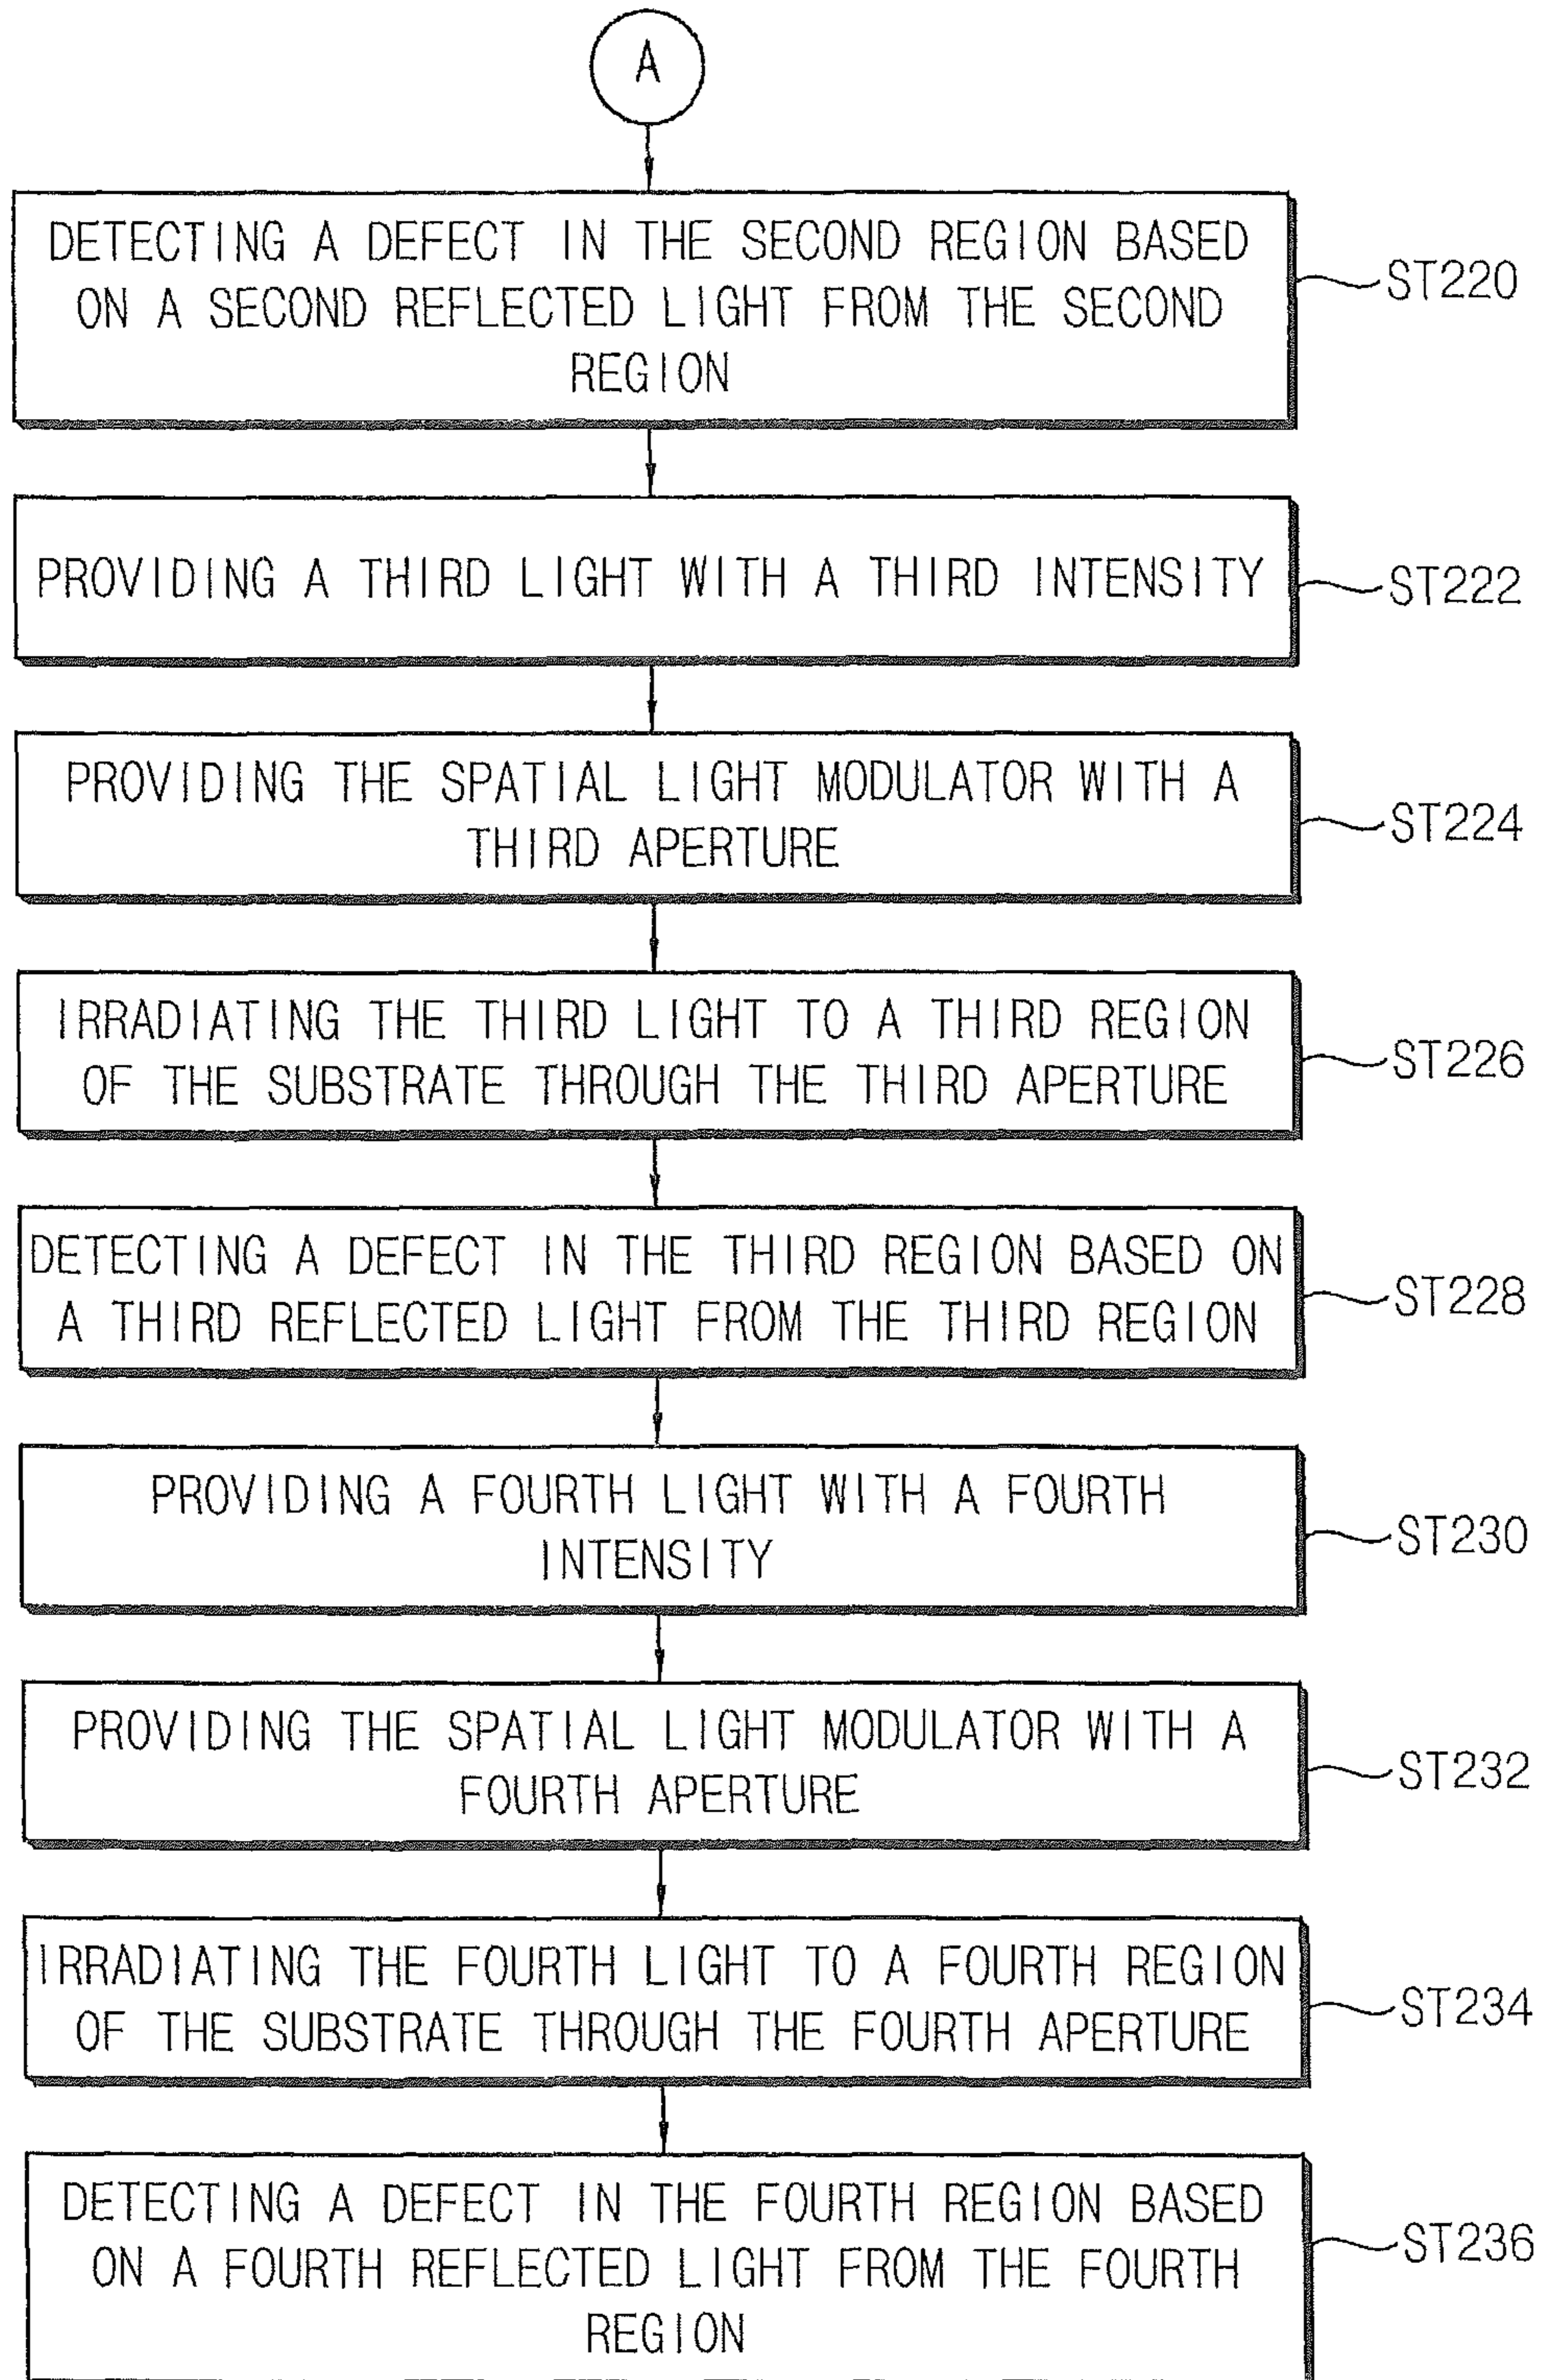 A
DETECTING A DEFECT IN THE SECOND REGION BASED
ON A SECOND REFLECTED LIGHT FROM THE SECOND
REGION
ST220
PROVIDING A THIRD LIGHT WITH A THIRD INTENSITY
ST222
PROVIDING THE SPATIAL LIGHT MODULATOR WITH A
THIRD APERTURE
ST224
IRRADIATING THE THIRD LIGHT TO A THIRD REGION
OF THE SUBSTRATE THROUGH THE THIRD APERTURE
ST226
DETECTING A DEFECT IN THE THIRD REGION BASED ON
A THIRD REFLECTED LIGHT FROM THE THIRD REGION
ST228
PROVIDING A FOURTH LIGHT WITH A FOURTH
INTENSITY
ST230
PROVIDING THE SPATIAL LIGHT MODULATOR WITH A
FOURTH APERTURE
ST232
IRRADIATING THE FOURTH LIGHT TO A FOURTH REGION
OF THE SUBSTRATE THROUGH THE FOURTH APERTURE
ST234
DETECTING A DEFECT IN THE FOURTH REGION BASED
ON A FOURTH REFLECTED LIGHT FROM THE FOURTH
REGION
ST236